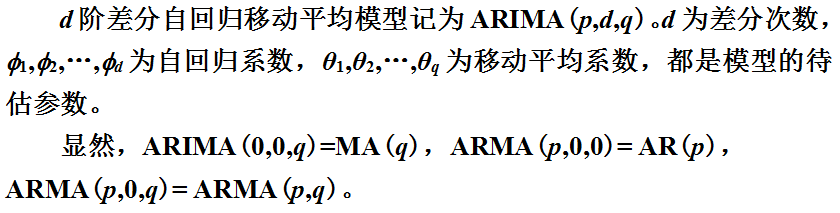 d 阶差分自回归移动平均模型记为 ARIMA(p,d,q)。d 为差分次数，
ϕ1,ϕ2,⋯,ϕd 为自回归系数，θ1,θ2,⋯,θq 为移动平均系数，都是模型的待
估参数。
显然，ARIMA(0,0,q)=MA(q)，ARMA(p,0,0)= AR(p)，
ARMA(p,0,q)= ARMA(p,q)。